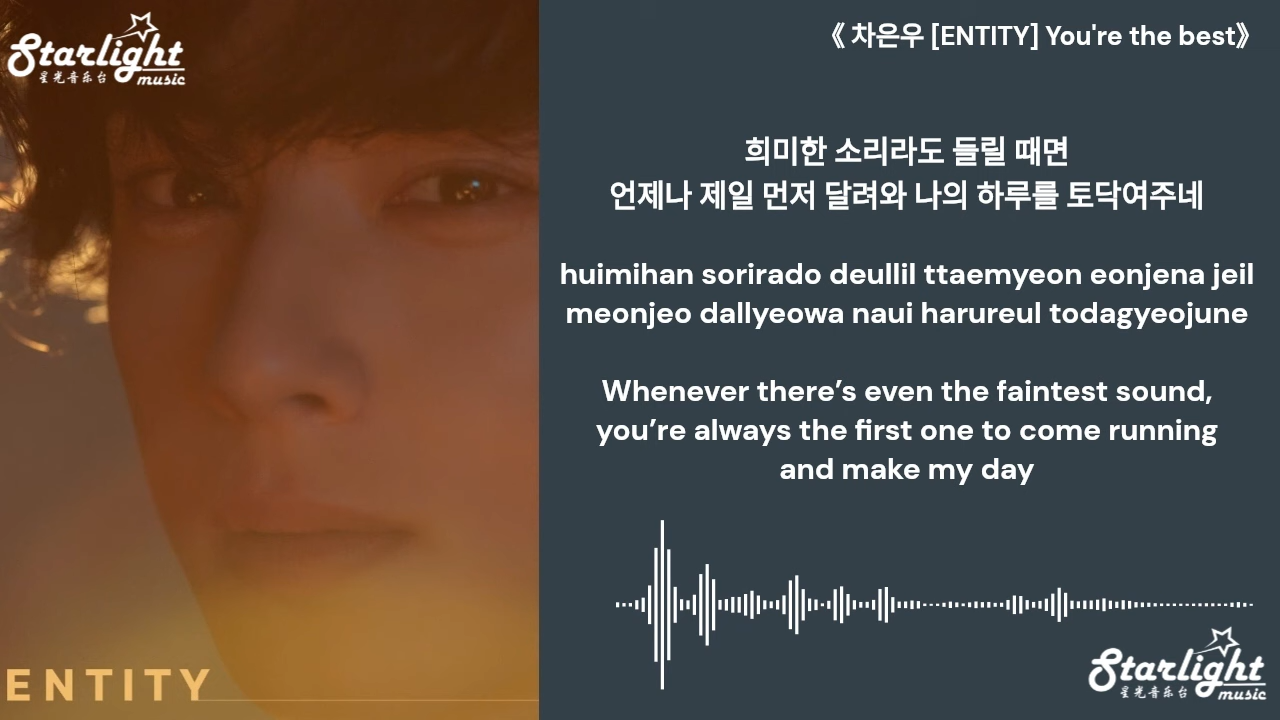 Starlight
星光音乐台 music
《 차은우 [ENTITY] You're the best》
희미한 소리라도 들릴 때면
언제나 제일 먼저 달려와 나의 하루를 토닥여주네
huimihan sorirado deullil ttaemyeon eonjena jeil
meonjeo dallyeowa naui harureul todagyeojune
Whenever there’s even the faintest sound,
you’re always the first one to come running
and make my day
ENTITY
Starlight
星光音乐台 music